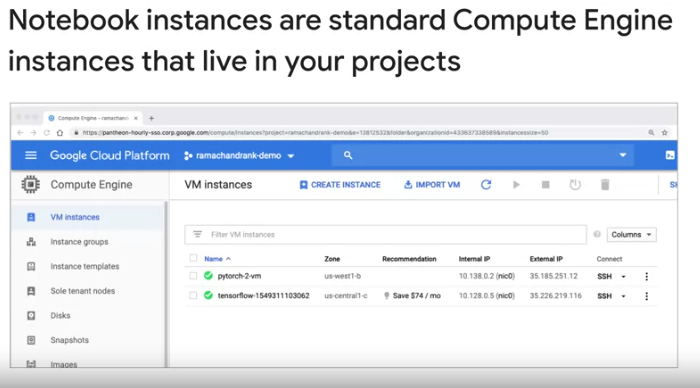 Notebook instances are standard Compute Engine
instances that live in your projects
Compute Engine - ramachand
https://pantheon-hourly-sso.corp.google.com/compute/instances?project=ramachandrank-demo&e=13812532&folder&organizationId=433637338589&instancessize=50
Google Cloud Platform ramachandrank-demo
Compute Engine VM instances CREATE INSTANCE IMPORT VM
VM instances
Instance groups
Instance templates
Sole tenant nodes
Disks
Snapshots
Images
Filter VM instances Columns
Name Zone Recommendation Internal IP External IP Connect
pytorch-2-vm us-west1-b 10.138.0.2 (nic0) 35.185.251.12 SSH
tensorflow-1549311103062 us-central1-c Save $74 / mo 10.128.0.5 (nic0) 35.226.219.116 SSH